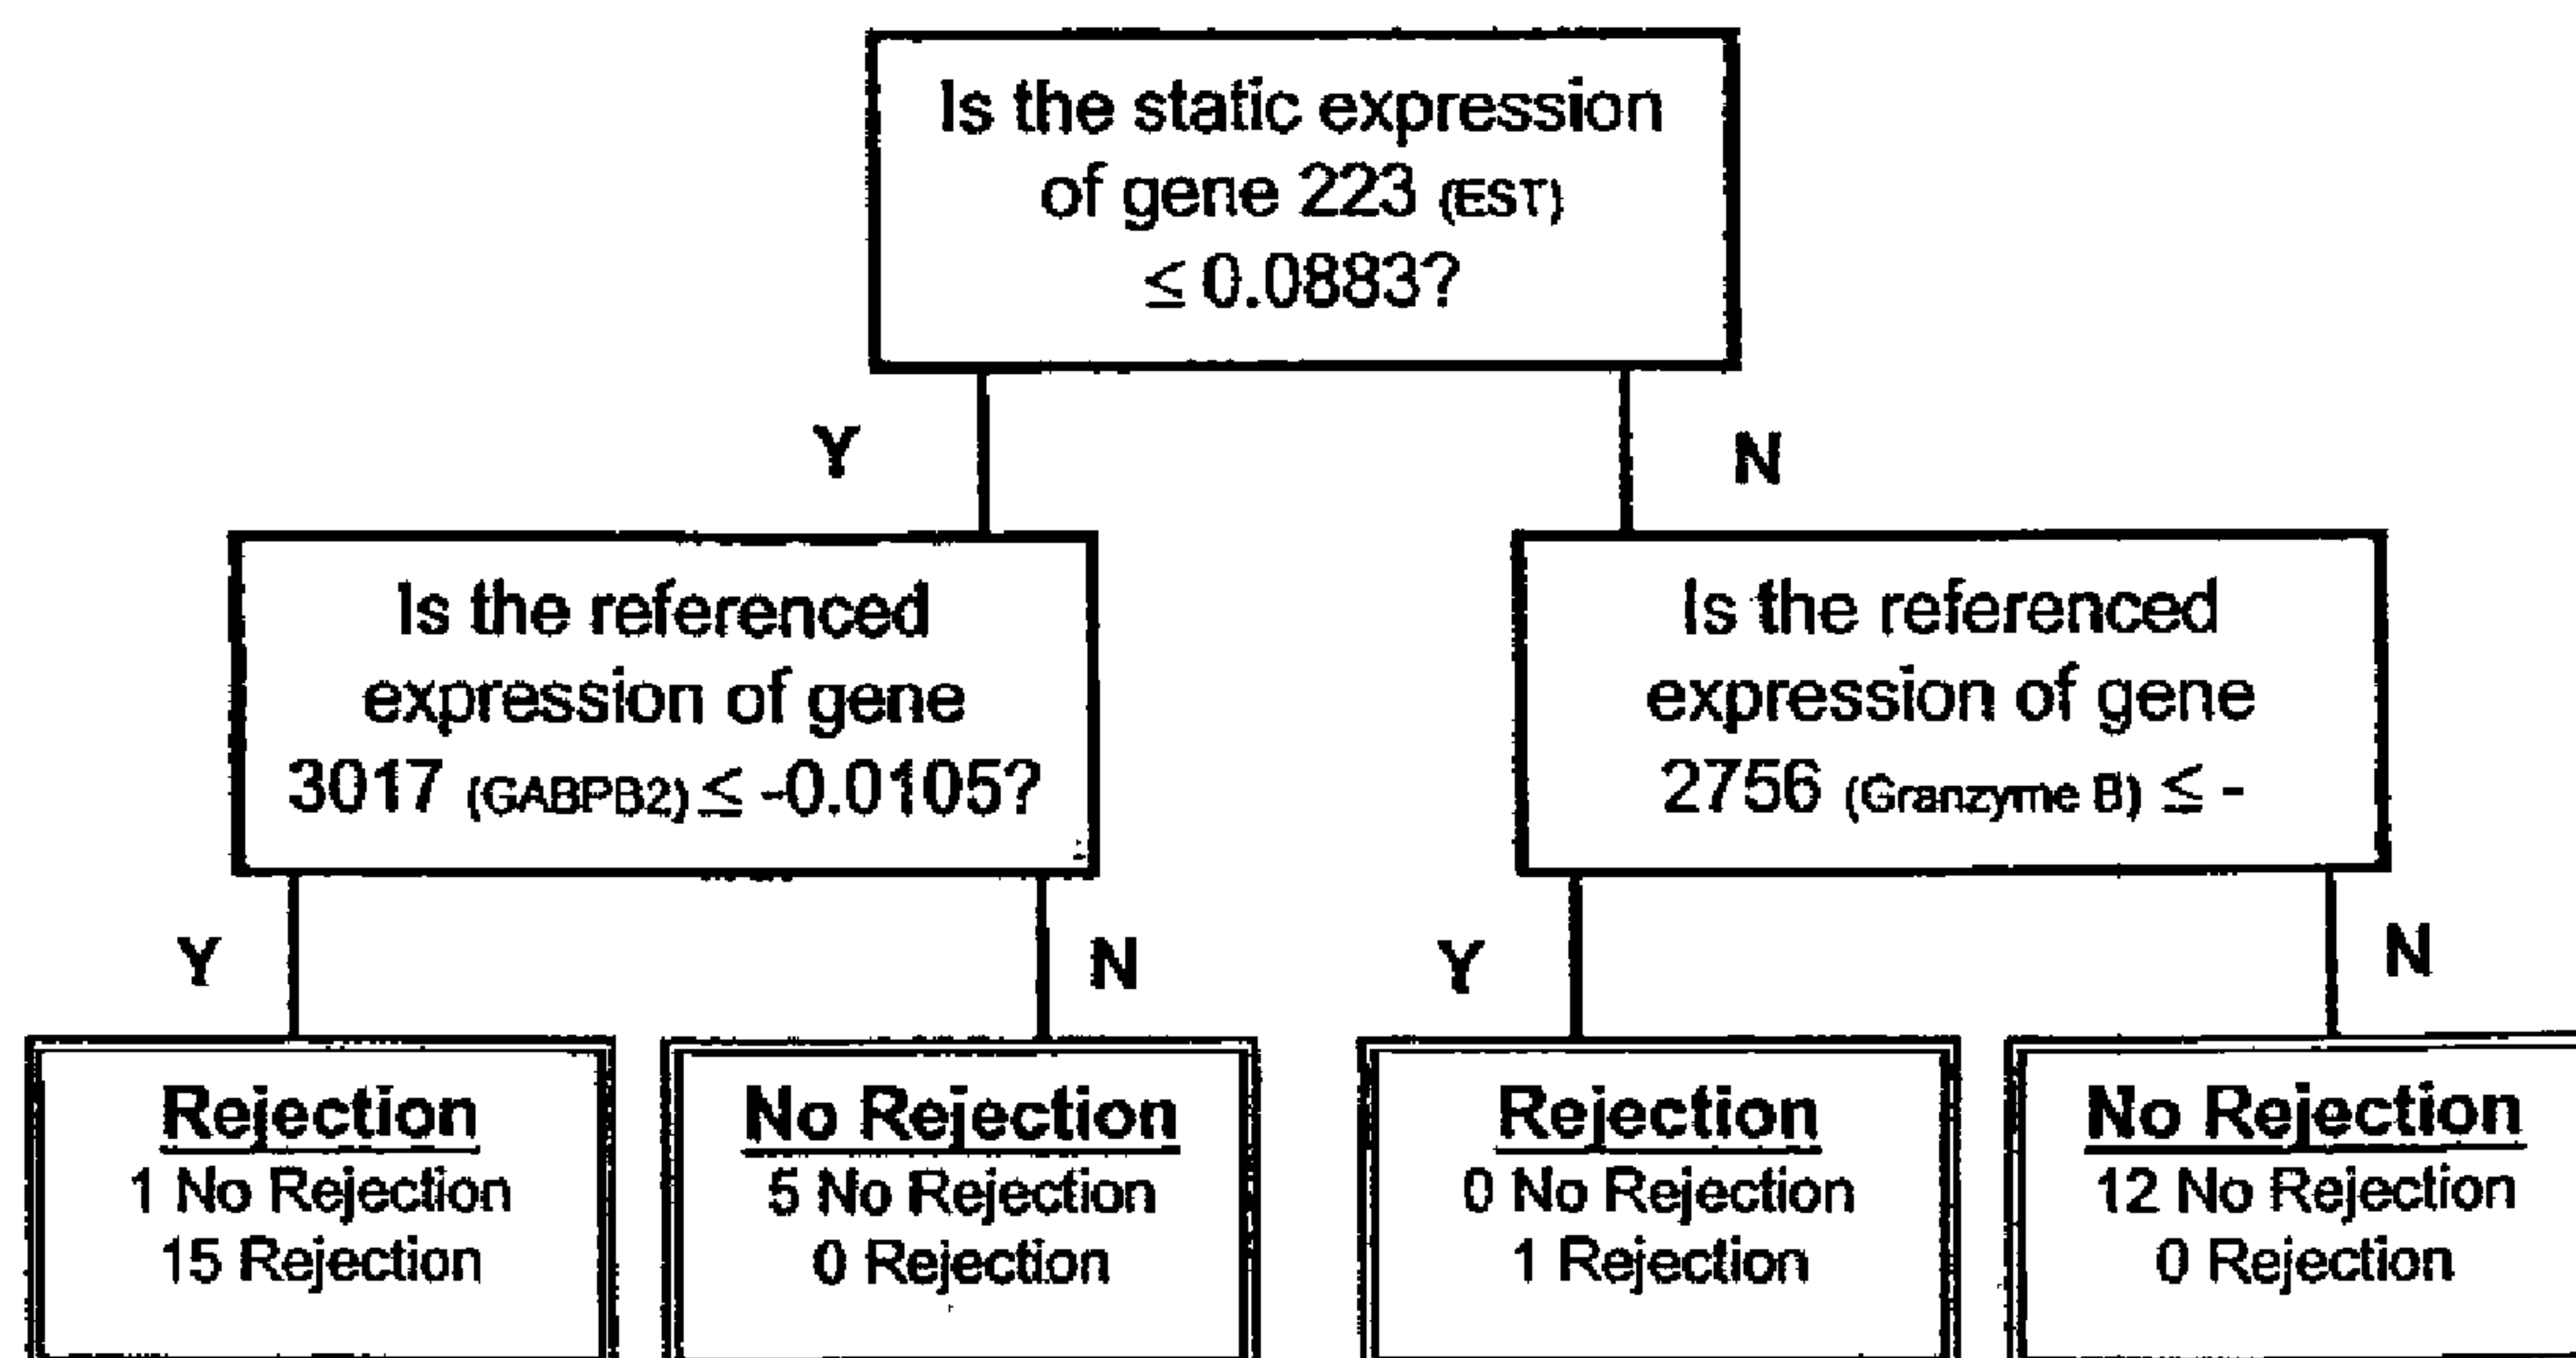 Is the static expression
of gene 223 (EST)
≤ 0.0883?
Y
N
Is the referenced
expression of gene
3017 (GABPB2) ≤ -0.0105?
Is the referenced
expression of gene
2756 (Granzyme B) ≤ -
Y
N
Y
N
Rejection
1 No Rejection
15 Rejection
No Rejection
5 No Rejection
0 Rejection
Rejection
0 No Rejection
1 Rejection
No Rejection
12 No Rejection
0 Rejection